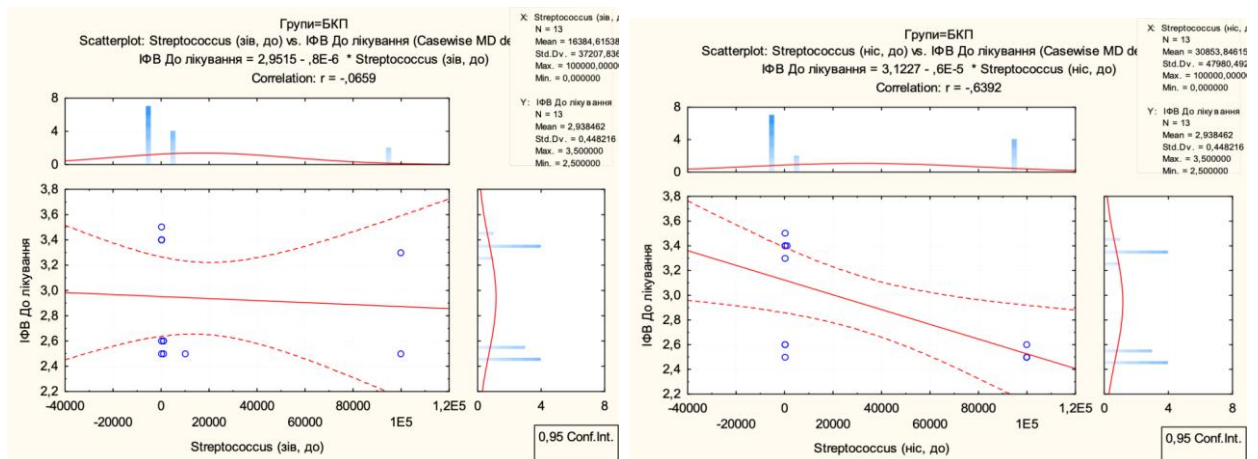 Групи=БКП
Scatterplot: Streptococcus (зів, до) vs. ІФВ До лікування (Casewise MD de
ІФВ До лікування = 2,9515 - ,8E-6 * Streptococcus (зів, до)
Correlation: r = -,0659
X: Streptococcus (зів, д
N = 13
Mean = 16384,61538
Std.Dv. = 37207,836
Max. = 100000,0000
Min. = 0,000000
Y: ІФВ До лікування
N = 13
Mean = 2,938462
Std.Dv. = 0,448216
Max. = 3,500000
Min. = 2,500000
8
4
0
3,8
3,6
3,4
3,2
3,0
2,8
2,6
2,4
2,2
ІФВ До лікування
-40000 0 40000 80000 1,2E5
-20000 20000 60000 1E5
Streptococcus (зів, до)
0 4 8
0,95 Conf.Int.
Групи=БКП
Scatterplot: Streptococcus (ніс, до) vs. ІФВ До лікування (Casewise MD de
ІФВ До лікування = 3,1227 - ,6E-5 * Streptococcus (ніс, до)
Correlation: r = -,6392
X: Streptococcus (ніс, д
N = 13
Mean = 30853,84615
Std.Dv. = 47980,492
Max. = 100000,0000
Min. = 0,000000
Y: ІФВ До лікування
N = 13
Mean = 2,938462
Std.Dv. = 0,448216
Max. = 3,500000
Min. = 2,500000
8
4
0
3,8
3,6
3,4
3,2
3,0
2,8
2,6
2,4
2,2
ІФВ До лікування
-40000 0 40000 80000 1,2E5
-20000 20000 60000 1E5
Streptococcus (ніс, до)
0 4 8
0,95 Conf.Int.